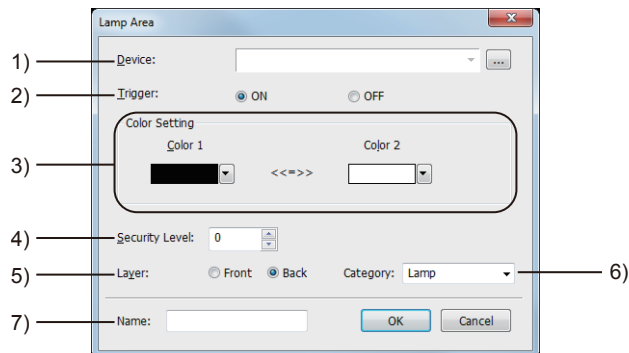 Lamp Area
x
1) Device: ...
2) Trigger: ON OFF
Color Setting
Color 1 Color 2
3) <<=>>
4) Security Level: 0
5) Layer: Front Back Category: Lamp 6)
7) Name: OK Cancel